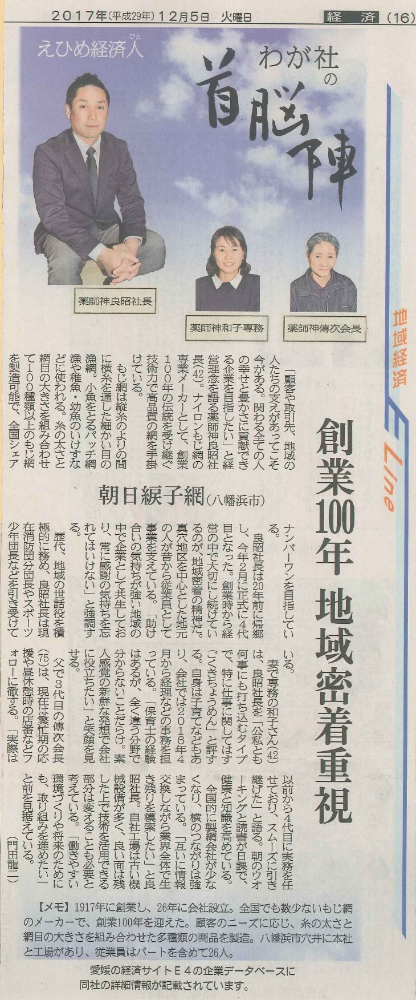 2017年(平成29年)12月5日 火曜日
経済
(16)
えひめ経済人
びと
わが社
の
首脳陣
薬師神良昭社長
薬師神和子専務
薬師神傳次会長
地域経済
E Line
創業100年 地域密着重視
朝日綟子網(八幡浜市)
「顧客や取引先、地域の
人たちの支えがあってこそ
今がある。関わる全ての人
の幸せと豊かさに貢献でき
る企業を目指したい」と経
営理念を語る薬師神良昭社
長(42)。ナイロンもじ網の
専業メーカーとして、創業
100年の伝統を受け継ぐ
技術力で高品質の網を手掛
けている。
もじ網は縦糸のよりの間
に横糸を通した細かい目の
漁網。小魚をとるパッチ網
漁や稚魚・幼魚のいけすな
どに使われる。糸の太さと
網目の大きさを組み合わせ
て100種類以上のもじ網
を製造可能で、全国シェア
ナンバーワンを目指してい
る。
良昭社長は20年前に帰郷
し、今年2月に正式に4代
目となった。創業時から経
営の中で大切にし続けてい
るのが、地域密着の精神だ。
真穴地区を中心とした地元
の人が昔から従業員として
事業を支えている。「助け
合いの気持ちが強い地域の
中で企業として共生してお
り、常に感謝の気持ちを忘
れてはいけない」と強調す
る。
歴代、地域の世話役を積
極的に務め、良昭社長は現
在消防団分団長やスポーツ
少年団長などを引き受けて
いる。
妻で専務の和子さん(42)
は、良昭社長を「公私とも
何事にも打ち込むタイプ
で、特に仕事に関してはす
ごくきちょうめん」と評す
る。自身は子育てなどもあ
り、会社では2016年4
月から経理などの事務を担
っている。「保育士の経験
はあるが、全く違う分野で
分からないことだらけ。素
人感覚の新鮮な発想で会社
に役立ちたい」と笑顔を見
せる。
父で3代目の傳次会長
(75)は、現在は繁忙期の応
援や昼休憩時の店番などフ
ォローに徹する。「実際は
以前から4代目に実務を任
せており、スムーズに引き
継げた」と語る。朝のウオ
ーキングと読書が日課で、
健康と知識を高めている。
全国的に製網会社が少な
くなり、横のつながりは強
まっている。「互いに情報
交換しながら業界全体で生
き残りを模索したい」と良
昭社長。自社工場は古い機
械設備が多く、良い面は残
した上で技術を活用できる
部分は変えることも必要と
考えている。「働きやすい
環境づくりや将来のために
も、取り組みを進めたい」
と前を見据えている。
(門田龍二)
【メモ】1917年に創業し、26年に会社設立。全国でも数少ないもじ網
のメーカーで、創業100年を迎えた。顧客のニーズに応じ、糸の太さと
網目の大きさを組み合わせた多種類の商品を製造。八幡浜市穴井に本社
と工場があり、従業員はパートを含めて26人。
愛媛の経済サイトE4の企業データベースに
同社の詳細情報が記載されています。